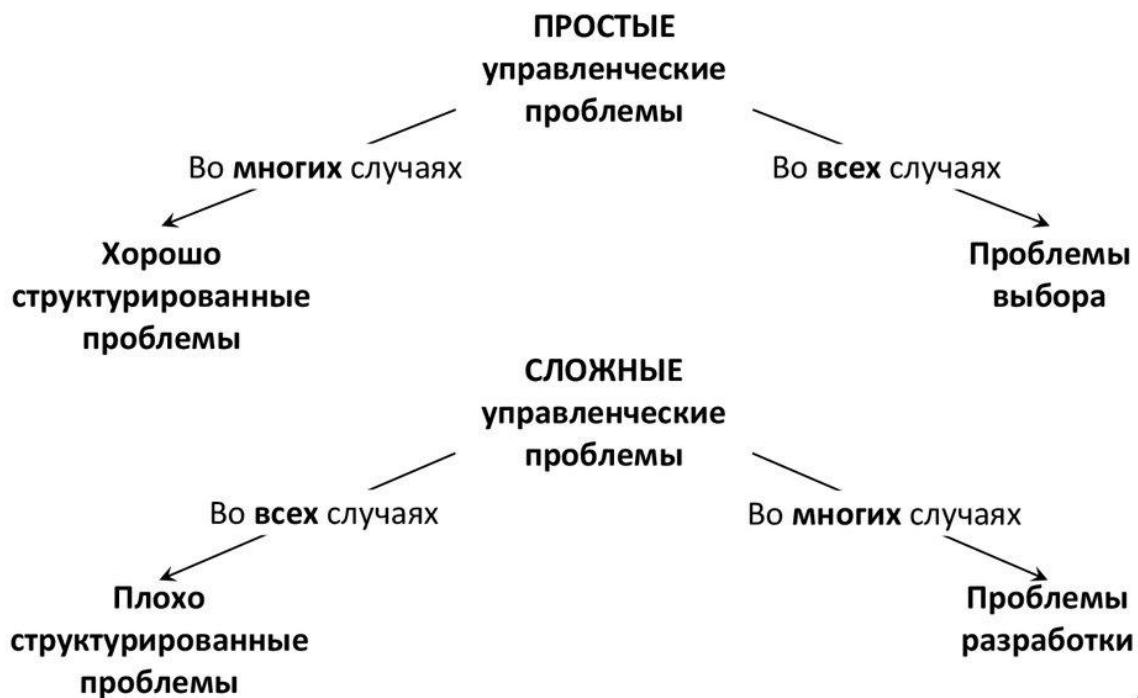 ПРОСТЫЕ
управленческие
проблемы
Во многих случаях
Во всех случаях
Хорошо
структурированные
проблемы
Проблемы
выбора
СЛОЖНЫЕ
управленческие
проблемы
Во всех случаях
Во многих случаях
Плохо
структурированные
проблемы
Проблемы
разработки